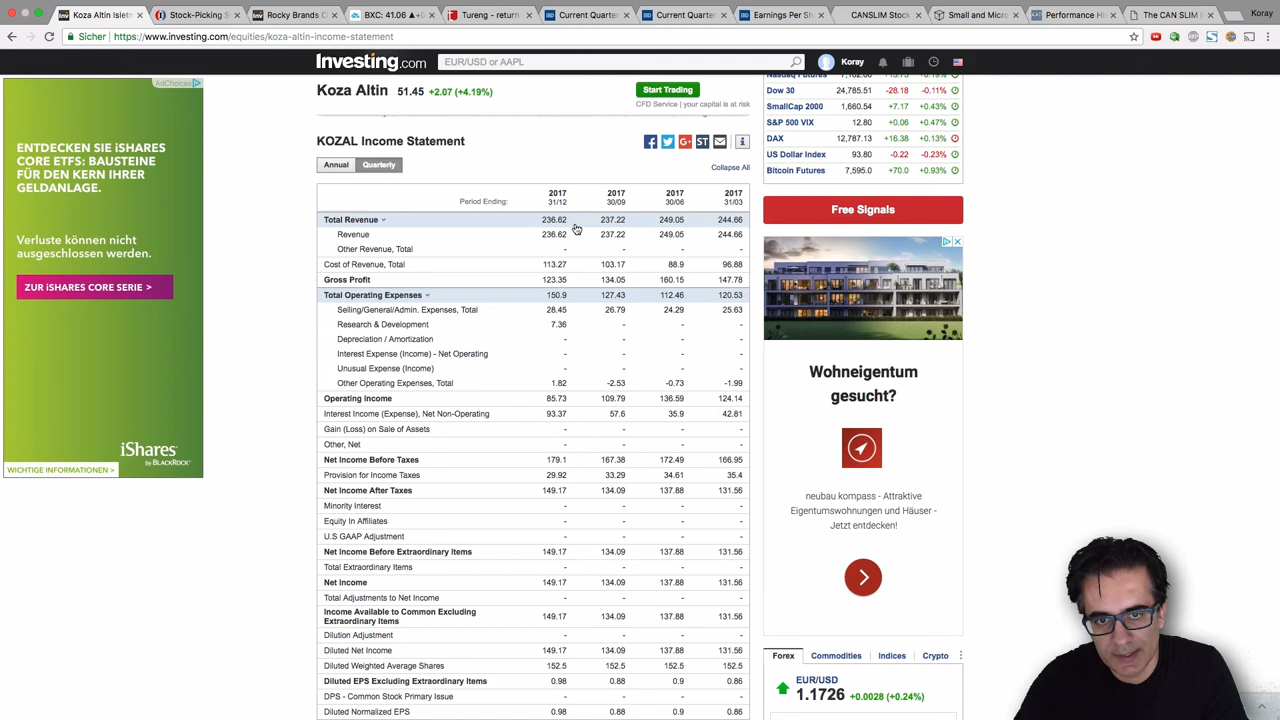 Koza Altin Isletm
Stock-Picking S
Rocky Brands C
BXC: 41.06 ▲+0
Tureng - return
Current Quarter
Current Quarter
Earnings Per Sh
CANSLIM Stock
Small and Micro
Performance Hi
The CAN SLIM I
Koray
Sicher | https://www.investing.com/equities/koza-altin-income-statement
Investing.com
EUR/USD or AAPL
Koray
AdChoices
ENTDECKEN SIE iSHARES
CORE ETFS: BAUSTEINE
FÜR DEN KERN IHRER
GELDANLAGE.
Verluste können nicht
ausgeschlossen werden.
ZUR iSHARES CORE SERIE >
iShares
by BLACKROCK
WICHTIGE INFORMATIONEN >
Koza Altin 51.45 +2.07 (+4.19%)
Start Trading
CFD Service | your capital is at risk
KOZAL Income Statement
Annual Quarterly
Collapse All
Period Ending: 2017 31/12 2017 30/09 2017 30/06 2017 31/03
Total Revenue 236.62 237.22 249.05 244.66
Revenue 236.62 237.22 249.05 244.66
Other Revenue, Total - - - -
Cost of Revenue, Total 113.27 103.17 88.9 96.88
Gross Profit 123.35 134.05 160.15 147.78
Total Operating Expenses 150.9 127.43 112.46 120.53
Selling/General/Admin. Expenses, Total 28.45 26.79 24.29 25.63
Research & Development 7.36 - - -
Depreciation / Amortization - - - -
Interest Expense (Income) - Net Operating - - - -
Unusual Expense (Income) - - - -
Other Operating Expenses, Total 1.82 -2.53 -0.73 -1.99
Operating Income 85.73 109.79 136.59 124.14
Interest Income (Expense), Net Non-Operating 93.37 57.6 35.9 42.81
Gain (Loss) on Sale of Assets - - - -
Other, Net - - - -
Net Income Before Taxes 179.1 167.38 172.49 166.95
Provision for Income Taxes 29.92 33.29 34.61 35.4
Net Income After Taxes 149.17 134.09 137.88 131.56
Minority Interest - - - -
Equity In Affiliates - - - -
U.S GAAP Adjustment - - - -
Net Income Before Extraordinary Items 149.17 134.09 137.88 131.56
Total Extraordinary Items - - - -
Net Income 149.17 134.09 137.88 131.56
Total Adjustments to Net Income - - - -
Income Available to Common Excluding
Extraordinary Items 149.17 134.09 137.88 131.56
Dilution Adjustment - - - -
Diluted Net Income 149.17 134.09 137.88 131.56
Diluted Weighted Average Shares 152.5 152.5 152.5 152.5
Diluted EPS Excluding Extraordinary Items 0.98 0.88 0.9 0.86
DPS - Common Stock Primary Issue - - - -
Diluted Normalized EPS 0.98 0.88 0.9 0.86
Nasdaq Futures
Dow 30 24,785.51 -28.18 -0.11%
SmallCap 2000 1,660.54 +7.17 +0.43%
S&P 500 VIX 12.80 +0.06 +0.47%
DAX 12,787.13 +16.38 +0.13%
US Dollar Index 93.80 -0.22 -0.23%
Bitcoin Futures 7,595.0 +70.0 +0.93%
Free Signals
Wohneigentum
gesucht?
neubau kompass - Attraktive
Eigentumswohnungen und Häuser -
Jetzt entdecken!
Forex Commodities Indices Crypto
EUR/USD
1.1726 +0.0028 (+0.24%)